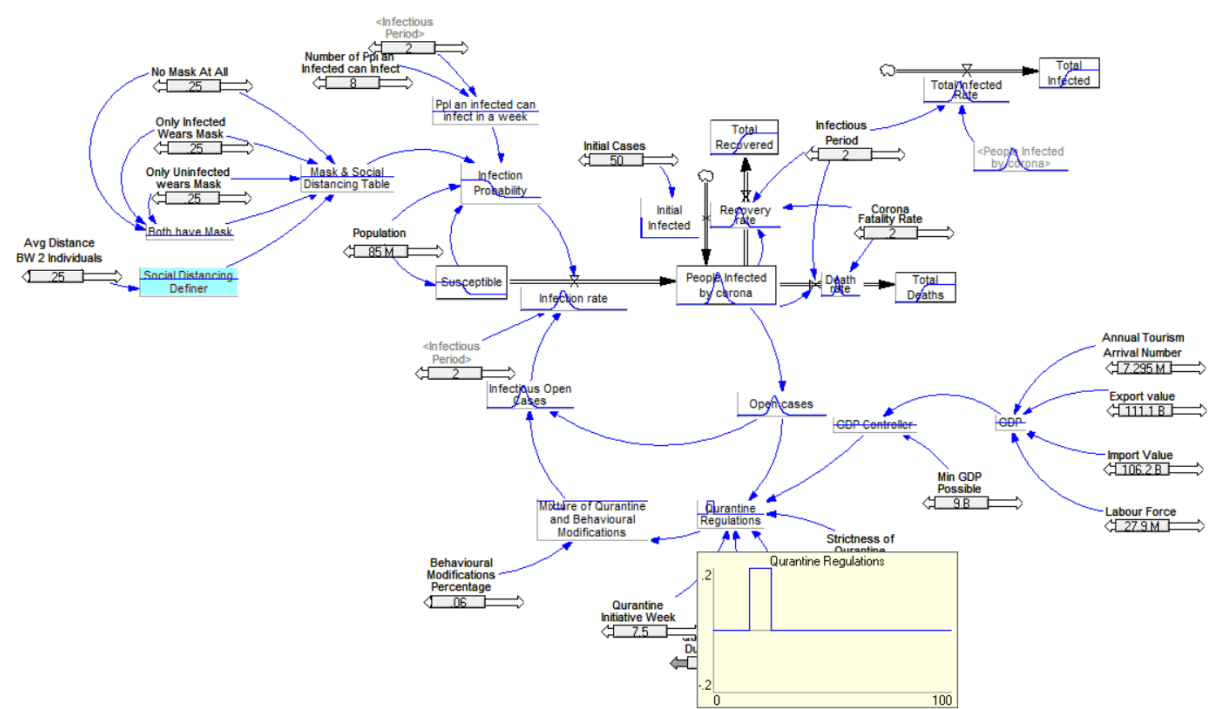 <Infectious
Period>
2
Number of Ppl an
Infected can Infect
8
No Mask At All
.25
Ppl an infected can
infect in a week
Total
Infected
Total Infected
Rate
Only Infected
Wears Mask
.25
Total
Recovered
Infectious
Period
2
Initial Cases
50
<People Infected
by corona>
Only Uninfected
wears Mask
.25
Mask & Social
Distancing Table
Infection
Probability
Both have Mask
Initial
Infected
Recovery
rate
Corona
Fatality Rate
.2
Population
85 M
Avg Distance
BW 2 Individuals
.25
Social Distancing
Definer
Susceptible
Infection rate
People Infected
by corona
Death
rate
Total
Deaths
<Infectious
Period>
2
Annual Tourism
Arrival Number
7.295 M
Infectious Open
Cases
Open cases
Export value
111.1 B
GDP Controller
GDP
Import Value
106.2 B
Min GDP
Possible
9 B
Labour Force
27.9 M
Mixture of Qurantine
and Behavioural
Modifications
Qurantine
Regulations
Strictness of
Qurantine
Behavioural
Modifications
Percentage
.06
Qurantine
Initiative Week
7.5
Du
Qurantine Regulations
.2
-.2
0
100